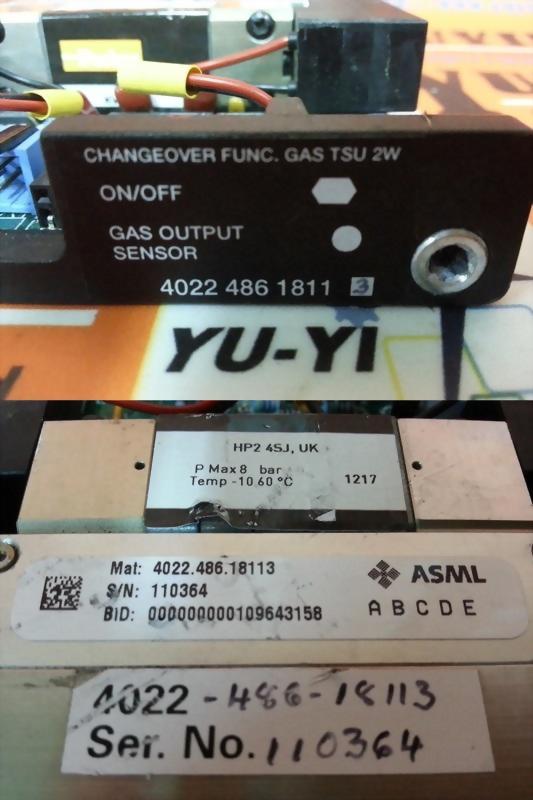 CHANGEOVER FUNC. GAS TSU 2W
ON/OFF
GAS OUTPUT
SENSOR
4022 486 1811 3
YU-YI
HP2 4SJ, UK
P Max 8 bar
Temp -10.60 °C 1217
Mat: 4022.486.18113
S/N: 110364
BID: 000000000109643158
ASML
A B C D E
4022-486-18113
Ser. No. 110364